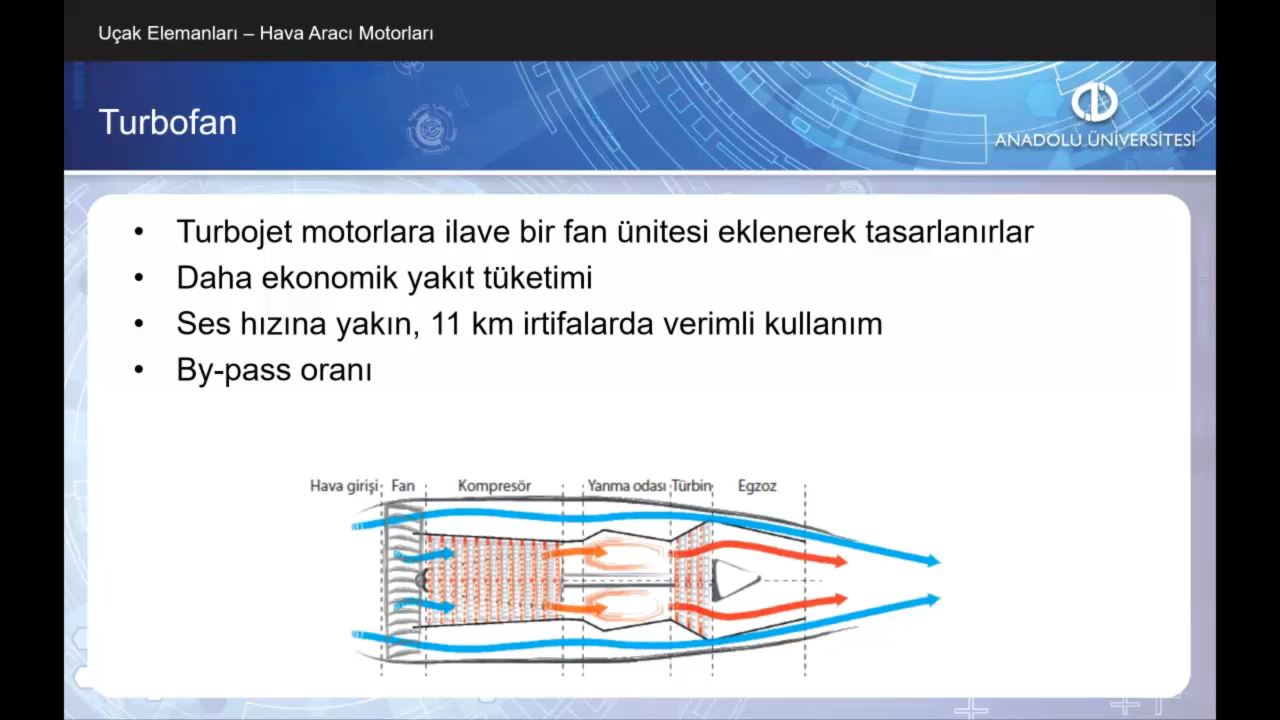 Uçak Elemanları – Hava Aracı Motorları
Turbofan
ANADOLU ÜNİVERSİTESİ
• Turbojet motorlara ilave bir fan ünitesi eklenerek tasarlanırlar
• Daha ekonomik yakıt tüketimi
• Ses hızına yakın, 11 km irtifalarda verimli kullanım
• By-pass oranı
Hava girişi Fan Kompresör Yanma odası Türbin Egzoz